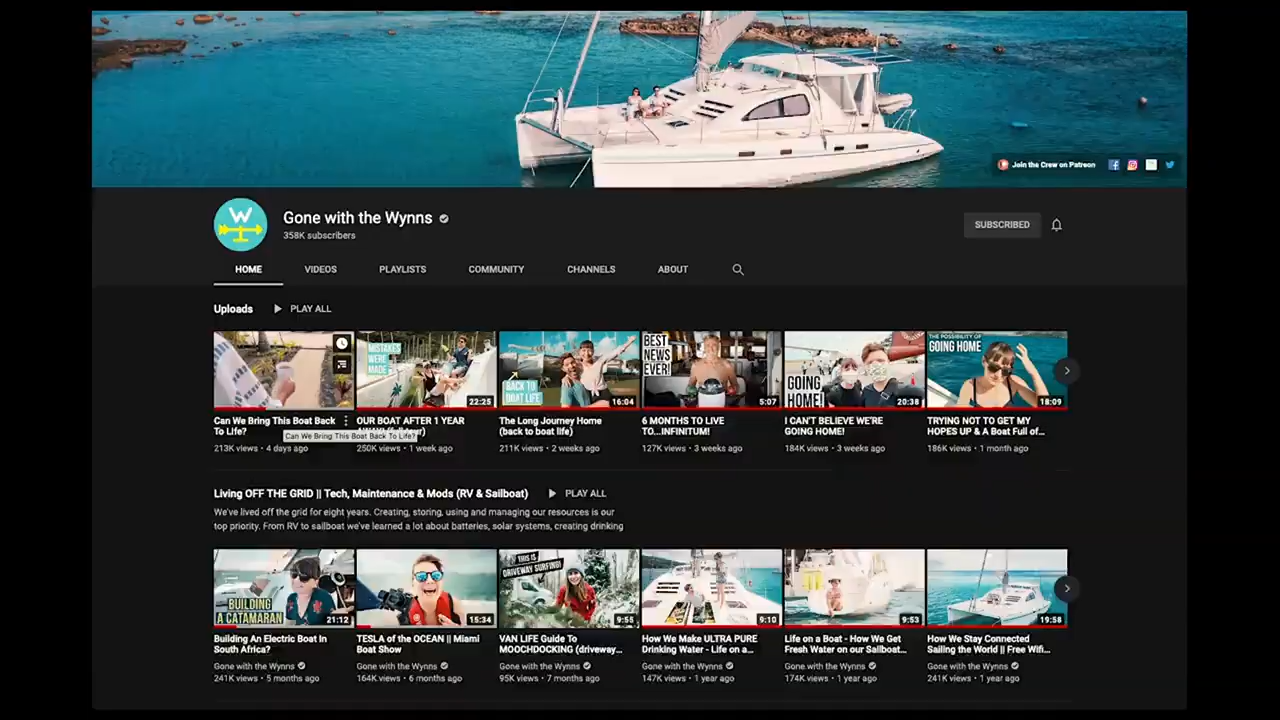 Join the Crew on Patreon
W
Gone with the Wynns
358K subscribers
SUBSCRIBED
HOME VIDEOS PLAYLISTS COMMUNITY CHANNELS ABOUT
Uploads PLAY ALL
MISTAKES WERE MADE
22:25
BACK TO BOAT LIFE
16:04
BEST NEWS EVER!
5:07
GOING HOME!
20:38
THE POSSIBILITY OF GOING HOME
18:09
Can We Bring This Boat Back
To Life?
Can We Bring This Boat Back To Life?
213K views • 4 days ago
OUR BOAT AFTER 1 YEAR
250K views • 1 week ago
The Long Journey Home
(back to boat life)
211K views • 2 weeks ago
6 MONTHS TO LIVE
TO...INFINITUM!
127K views • 3 weeks ago
I CAN'T BELIEVE WE'RE
GOING HOME!
184K views • 3 weeks ago
TRYING NOT TO GET MY
HOPES UP & A Boat Full of...
186K views • 1 month ago
Living OFF THE GRID || Tech, Maintenance & Mods (RV & Sailboat) PLAY ALL
We've lived off the grid for eight years. Creating, storing, using and managing our resources is our
top priority. From RV to sailboat we've learned a lot about batteries, solar systems, creating drinking
BUILDING A CATAMARAN
21:12
15:34
THIS IS DRIVEWAY SURFING!
9:55
9:10
9:53
19:58
Building An Electric Boat In
South Africa?
Gone with the Wynns
241K views • 5 months ago
TESLA of the OCEAN || Miami
Boat Show
Gone with the Wynns
164K views • 6 months ago
VAN LIFE Guide To
MOOCHDOCKING (driveway...
Gone with the Wynns
95K views • 7 months ago
How We Make ULTRA PURE
Drinking Water - Life on a...
Gone with the Wynns
147K views • 1 year ago
Life on a Boat - How We Get
Fresh Water on our Sailboat...
Gone with the Wynns
174K views • 1 year ago
How We Stay Connected
Sailing the World || Free Wifi...
Gone with the Wynns
241K views • 1 year ago